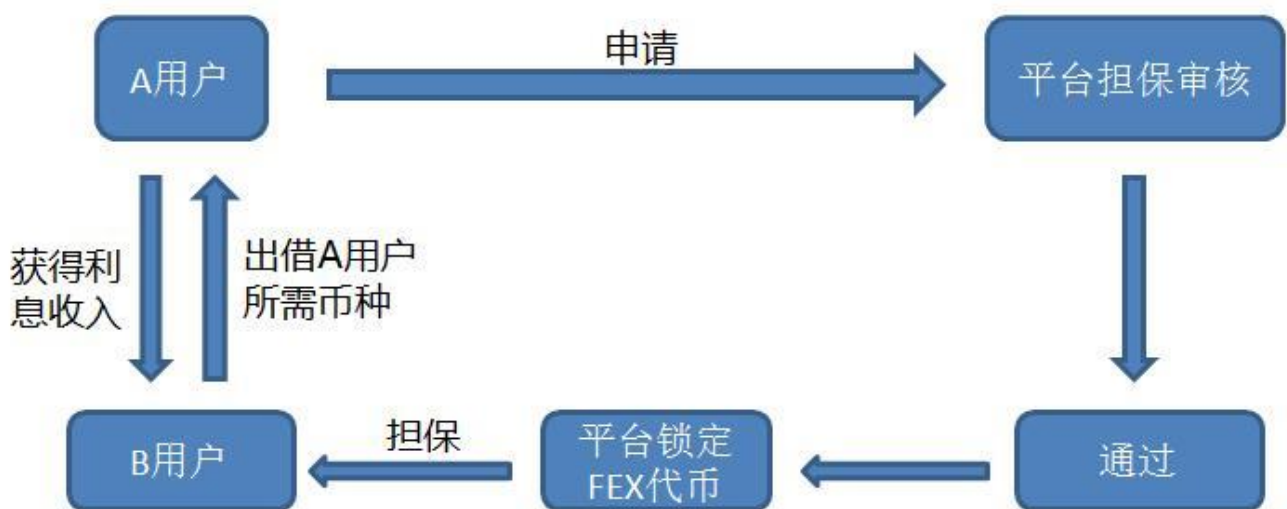 申请
A用户
平台担保审核
获得利
息收入
出借A用户
所需币种
担保
B用户
平台锁定
FEX代币
通过